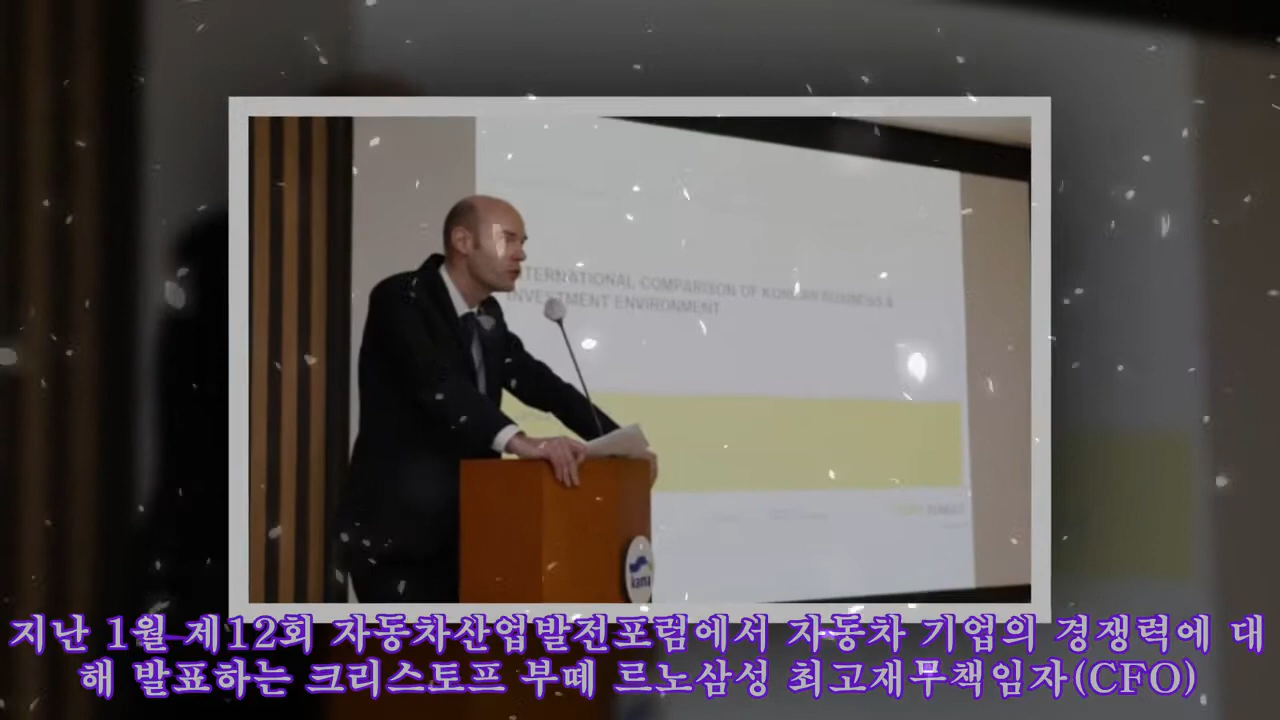 INTERNATIONAL COMPARISON OF KOREAN BUSINESS &
INVESTMENT ENVIRONMENT
kama
지난 1월 제12회 자동차산업발전포럼에서 자동차 기업의 경쟁력에 대
해 발표하는 크리스토프 부떼 르노삼성 최고재무책임자(CFO)